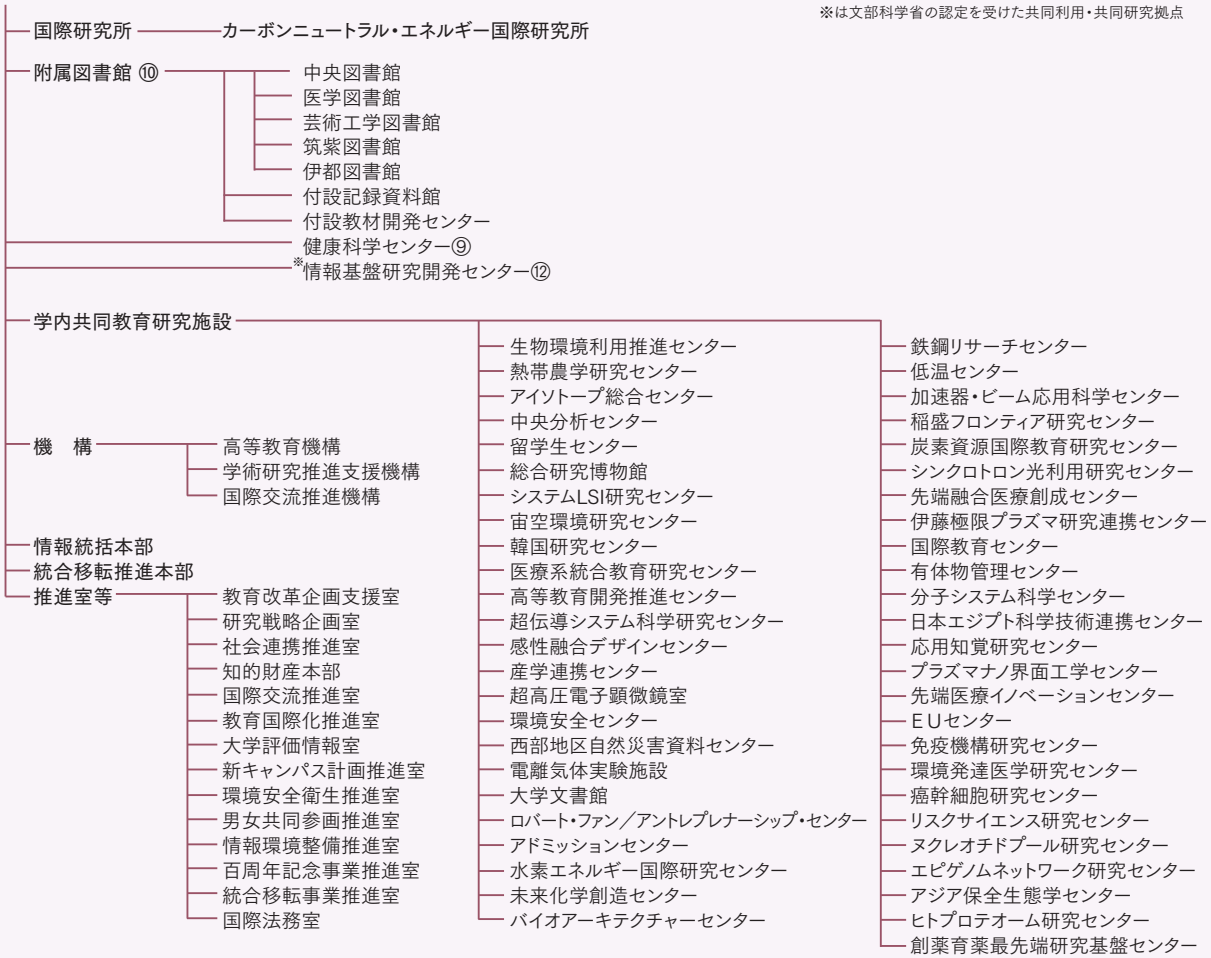 ※は文部科学省の認定を受けた共同利用・共同研究拠点
国際研究所
カーボンニュートラル・エネルギー国際研究所
附属図書館 ⑩
中央図書館
医学図書館
芸術工学図書館
筑紫図書館
伊都図書館
付設記録資料館
付設教材開発センター
健康科学センター⑨
※情報基盤研究開発センター⑫
学内共同教育研究施設
生物環境利用推進センター
熱帯農学研究センター
アイソトープ総合センター
中央分析センター
留学生センター
総合研究博物館
システムLSI研究センター
宙空環境研究センター
韓国研究センター
医療系統合教育研究センター
高等教育開発推進センター
超伝導システム科学研究センター
感性融合デザインセンター
産学連携センター
超高圧電子顕微鏡室
環境安全センター
西部地区自然災害資料センター
電離気体実験施設
大学文書館
ロバート・ファン／アントレプレナーシップ・センター
アドミッションセンター
水素エネルギー国際研究センター
未来化学創造センター
バイオアーキテクチャーセンター
鉄鋼リサーチセンター
低温センター
加速器・ビーム応用科学センター
稲盛フロンティア研究センター
炭素資源国際教育研究センター
シンクロトロン光利用研究センター
先端融合医療創成センター
伊藤極限プラズマ研究連携センター
国際教育センター
有体物管理センター
分子システム科学センター
日本エジプト科学技術連携センター
応用知覚研究センター
プラズマナノ界面工学センター
先端医療イノベーションセンター
EUセンター
免疫機構研究センター
環境発達医学研究センター
癌幹細胞研究センター
リスクサイエンス研究センター
ヌクレオチドプール研究センター
エピゲノムネットワーク研究センター
アジア保全生態学センター
ヒトプロテオーム研究センター
創薬育薬最先端研究基盤センター
機　構
高等教育機構
学術研究推進支援機構
国際交流推進機構
情報統括本部
統合移転推進本部
推進室等
教育改革企画支援室
研究戦略企画室
社会連携推進室
知的財産本部
国際交流推進室
教育国際化推進室
大学評価情報室
新キャンパス計画推進室
環境安全衛生推進室
男女共同参画推進室
情報環境整備推進室
百周年記念事業推進室
統合移転事業推進室
国際法務室